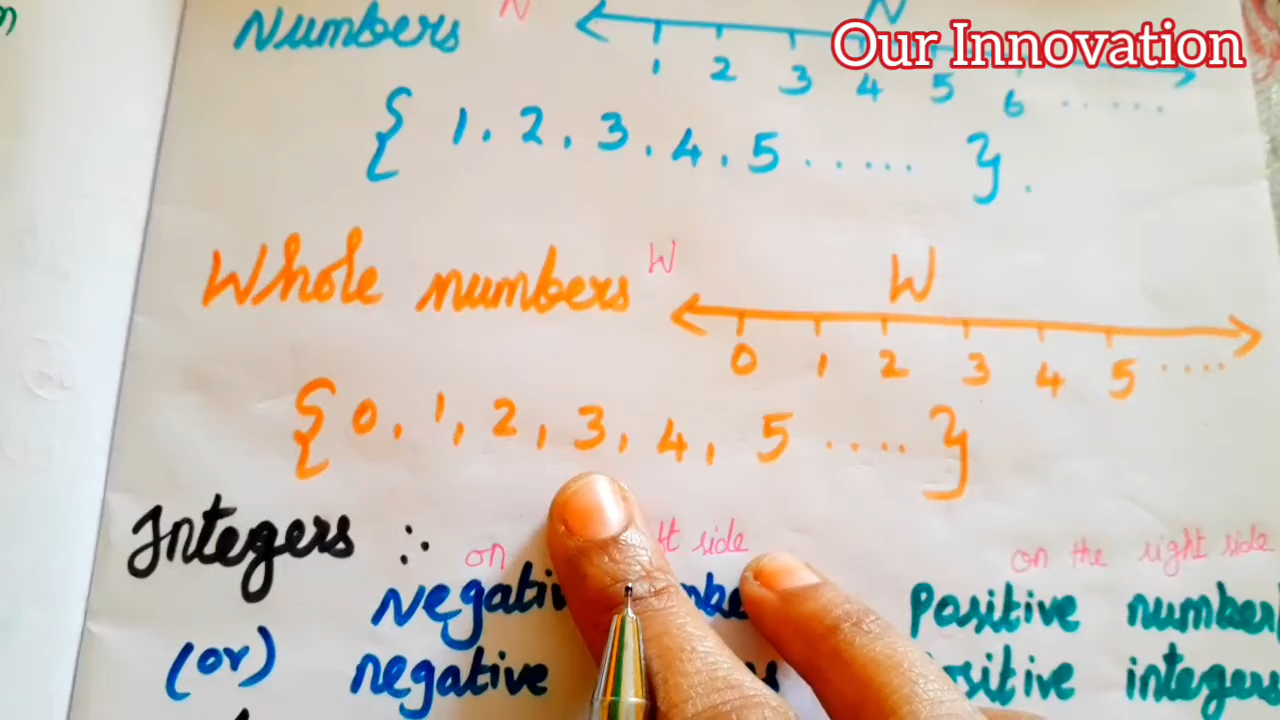 Our Innovation
Numbers N N
1 2 3 4 5 6 ......
{ 1, 2, 3, 4, 5 ...... } .
Whole numbers W W
0 1 2 3 4 5 ....
{ 0, 1, 2, 3, 4, 5 .... }
Integers :
on side on the right side
Positive number
(or) negative integers